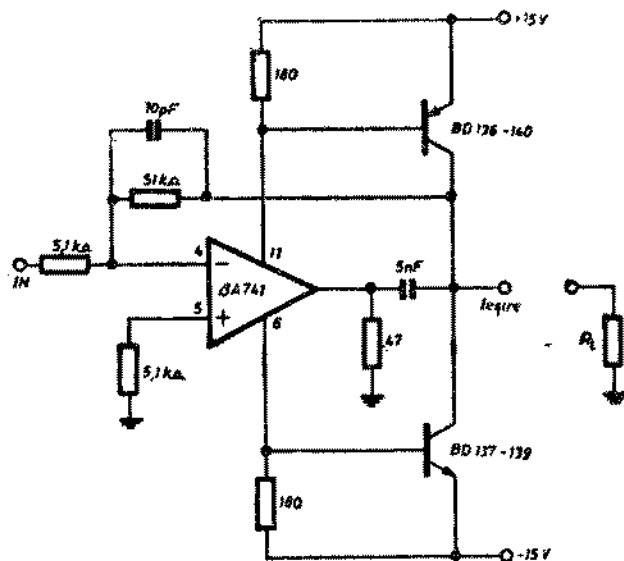 +15V
180
10pF
BD 136 - 140
51kΩ
5,1kΩ
4
11
5nF
IN
βA741
Iesire
5
6
47
RL
5,1kΩ
BD 137 - 139
180
-15V